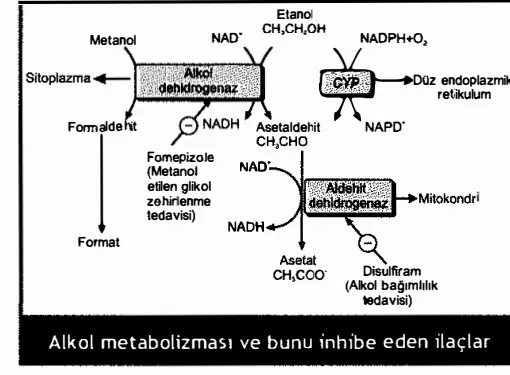 Etanol
CH₃CH₂OH
Metanol
NAD⁺
NADPH+O₂
Sitoplazma
Alkol
dehidrogenaz
CYP
Düz endoplazmik
retikulum
Formaldehit
NADH
Asetaldehit
CH₃CHO
NAPD⁺
Fomepizole
(Metanol
etilen glikol
zehirlenme
tedavisi)
NAD⁺
Aldehit
dehidrogenaz
Mitokondri
NADH
Format
Asetat
CH₃COO⁻
Disulfiram
(Alkol bağımlılık
tedavisi)
Alkol metabolizması ve bunu inhibe eden ilaçlar